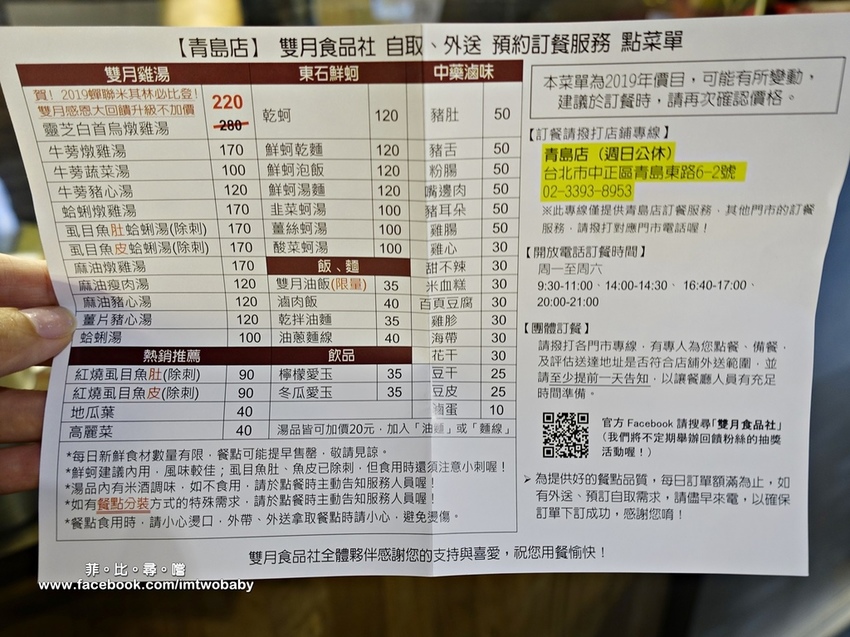 【青島店】 雙月食品社 自取、外送 預約訂餐服務 點菜單
雙月雞湯
賀!2019蟬聯米其林必比登!
雙月感恩大回饋升級不加價
靈芝白首烏燉雞湯 220 280
牛蒡燉雞湯 170
牛蒡蔬菜湯 100
牛蒡豬心湯 120
蛤蜊燉雞湯 170
虱目魚肚蛤蜊湯(除刺) 170
虱目魚皮蛤蜊湯(除刺) 170
麻油燉雞湯 170
麻油瘦肉湯 120
麻油豬心湯 120
薑片豬心湯 120
蛤蜊湯 100
熱銷推薦
紅燒虱目魚肚(除刺) 90
紅燒虱目魚皮(除刺) 90
地瓜葉 40
高麗菜 40
東石鮮蚵
乾蚵 120
鮮蚵乾麵 120
鮮蚵泡飯 120
鮮蚵湯麵 120
韭菜蚵湯 100
薑絲蚵湯 100
酸菜蚵湯 100
飯、麵
雙月油飯(限量) 35
滷肉飯 40
乾拌油麵 35
油蔥麵線 40
飲品
檸檬愛玉 35
冬瓜愛玉 35
湯品皆可加價20元,加入「油麵」或「麵線」
中藥滷味
豬肚 50
豬舌 50
粉腸 50
嘴邊肉 50
豬耳朵 50
雞腸 50
雞心 30
甜不辣 30
米血糕 30
百頁豆腐 30
雞胗 30
海帶 30
花干 30
豆干 25
豆皮 25
滷蛋 10
*每日新鮮食材數量有限,餐點可能提早售罄,敬請見諒。
*鮮蚵建議內用,風味較佳;虱目魚肚、魚皮已除刺,但食用時還須注意小刺喔!
*湯品內有米酒調味,如不食用,請於點餐時主動告知服務人員喔!
*如有餐點分裝方式的特殊需求,請於點餐時主動告知服務人員喔!
*餐點食用時,請小心燙口,外帶、外送拿取餐點時請小心,避免燙傷。
本菜單為2019年價目,可能有所變動,
建議於訂餐時,請再次確認價格。
【訂餐請撥打店鋪專線】
青島店(週日公休)
台北市中正區青島東路6-2號
02-3393-8953
※此專線僅提供青島店訂餐服務,其他門市的訂餐
服務,請撥打對應門市電話喔!
【開放電話訂餐時間】
周一至周六
9:30-11:00、14:00-14:30、16:40-17:00、
20:00-21:00
【團體訂餐】
請撥打各門市專線,有專人為您點餐、備餐,
及評估送達地址是否符合店舖外送範圍,並
請至少提前一天告知,以讓餐廳人員有充足
時間準備。
官方 Facebook 請搜尋「雙月食品社」
(我們將不定期舉辦回饋粉絲的抽獎
活動喔!)
➢ 為提供好的餐點品質,每日訂單額滿為止,如
有外送、預訂自取需求,請儘早來電,以確保
訂單下訂成功,感謝您唷!
雙月食品社全體夥伴感謝您的支持與喜愛,祝您用餐愉快!
菲。比。尋。嚐
www.facebook.com/imtwobaby